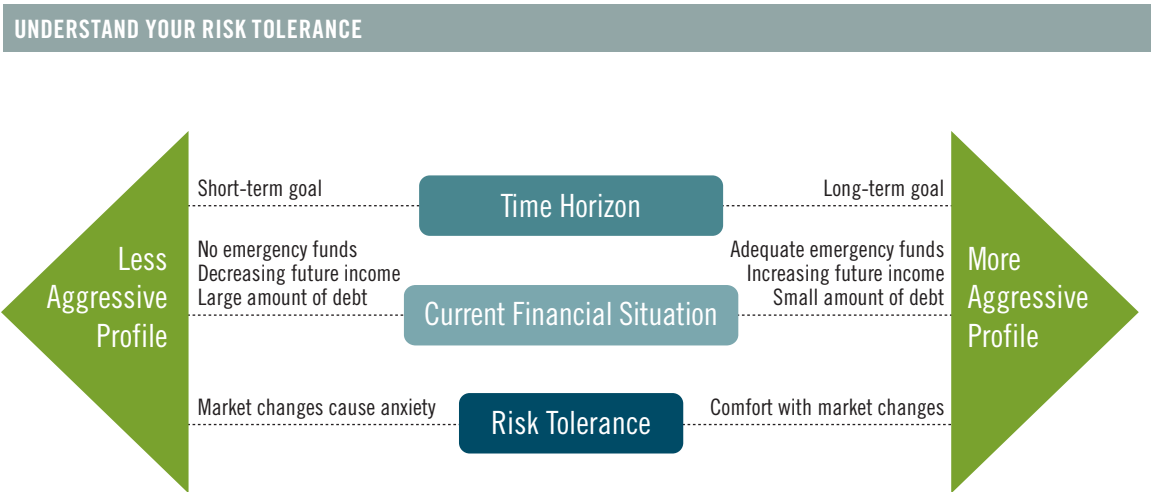 UNDERSTAND YOUR RISK TOLERANCE
Less
Aggressive
Profile
Short-term goal
Time Horizon
Long-term goal
No emergency funds
Decreasing future income
Large amount of debt
Current Financial Situation
Adequate emergency funds
Increasing future income
Small amount of debt
Market changes cause anxiety
Risk Tolerance
Comfort with market changes
More
Aggressive
Profile